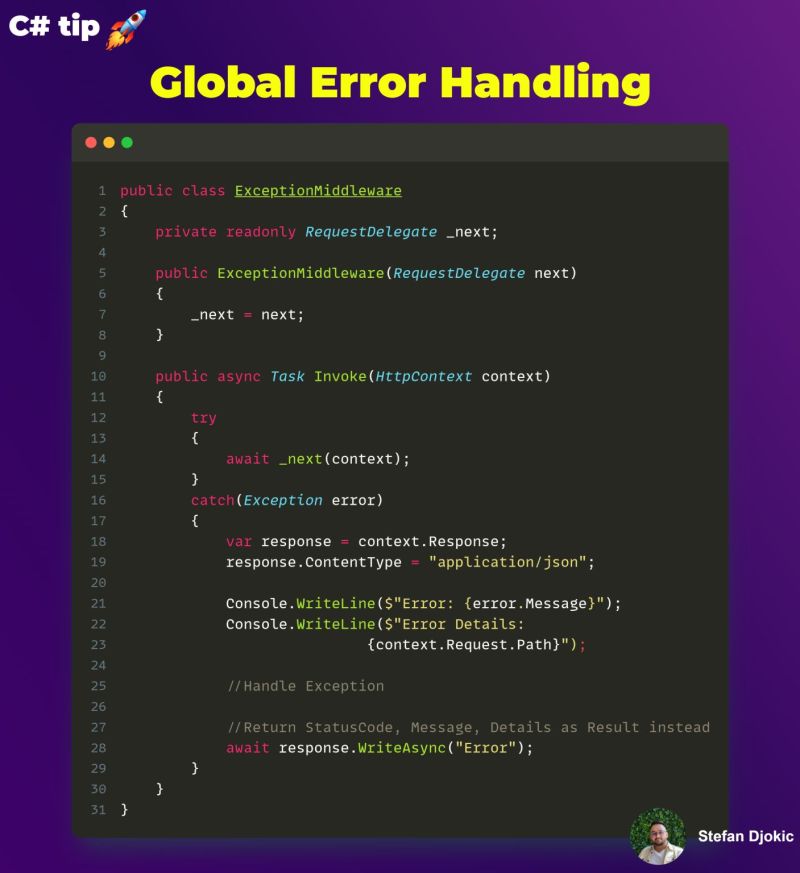 C# tip
Global Error Handling
1 public class ExceptionMiddleware
2 {
3     private readonly RequestDelegate _next;
4
5     public ExceptionMiddleware(RequestDelegate next)
6     {
7         _next = next;
8     }
9
10     public async Task Invoke(HttpContext context)
11     {
12         try
13         {
14             await _next(context);
15         }
16         catch(Exception error)
17         {
18             var response = context.Response;
19             response.ContentType = "application/json";
20
21             Console.WriteLine($"Error: {error.Message}");
22             Console.WriteLine($"Error Details:
23                             {context.Request.Path}");
24
25             //Handle Exception
26
27             //Return StatusCode, Message, Details as Result instead
28             await response.WriteAsync("Error");
29         }
30     }
31 }
Stefan Djokic